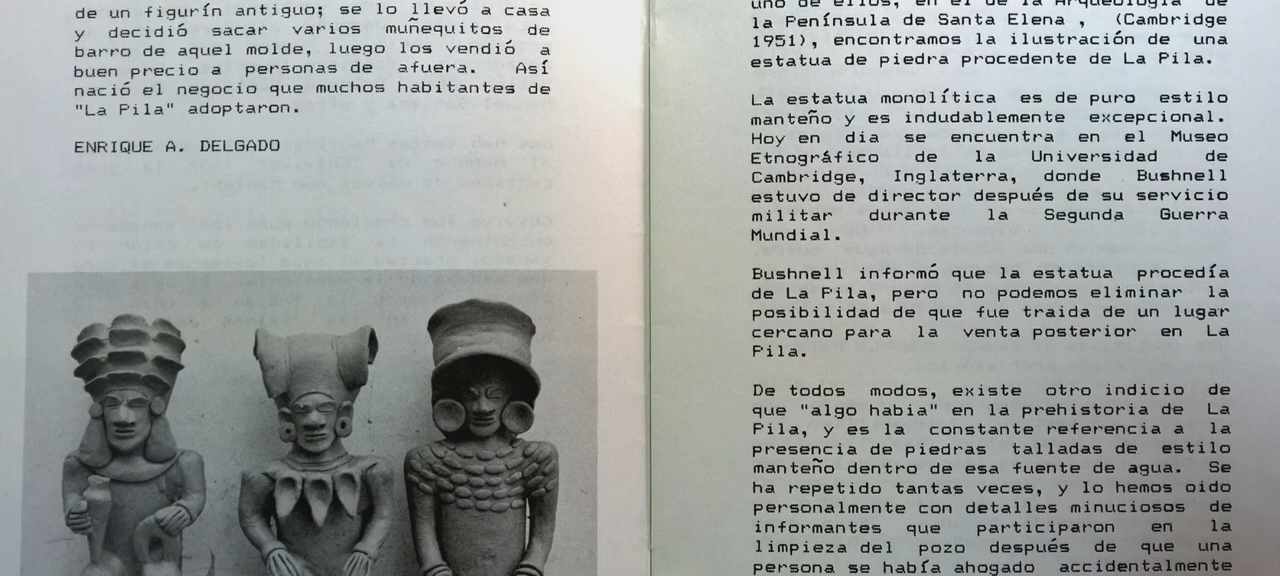 de un figurín antiguo; se lo llevó a casa
y decidió sacar varios muñequitos de
barro de aquel molde, luego los vendió a
buen precio a personas de afuera. Así
nació el negocio que muchos habitantes de
"La Pila" adoptaron.
ENRIQUE A. DELGADO
uno de ellos, en el de la Arqueología de
la Península de Santa Elena , (Cambridge
1951), encontramos la ilustración de una
estatua de piedra procedente de La Pila.
La estatua monolítica es de puro estilo
manteño y es indudablemente excepcional.
Hoy en dia se encuentra en el Museo
Etnográfico de la Universidad de
Cambridge, Inglaterra, donde Bushnell
estuvo de director después de su servicio
militar durante la Segunda Guerra
Mundial.
Bushnell informó que la estatua procedía
de La Pila, pero no podemos eliminar la
posibilidad de que fue traida de un lugar
cercano para la venta posterior en La
Pila.
De todos modos, existe otro indicio de
que "algo habia" en la prehistoria de La
Pila, y es la constante referencia a la
presencia de piedras talladas de estilo
manteño dentro de esa fuente de agua. Se
ha repetido tantas veces, y lo hemos oido
personalmente con detalles minuciosos de
informantes que participaron en la
limpieza del pozo después de que una
persona se había ahogado accidentalmente